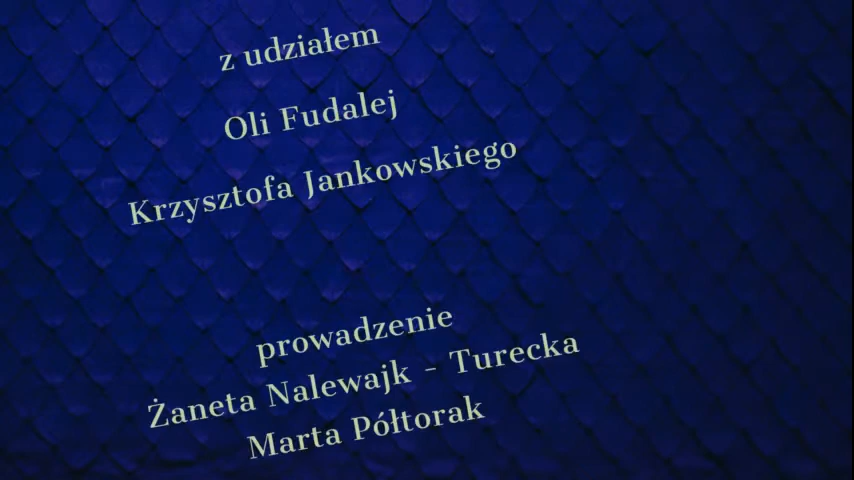 z udziałem
Oli Fudalej
Krzysztofa Jankowskiego
prowadzenie
Żaneta Nalewajk - Turecka
Marta Półtorak